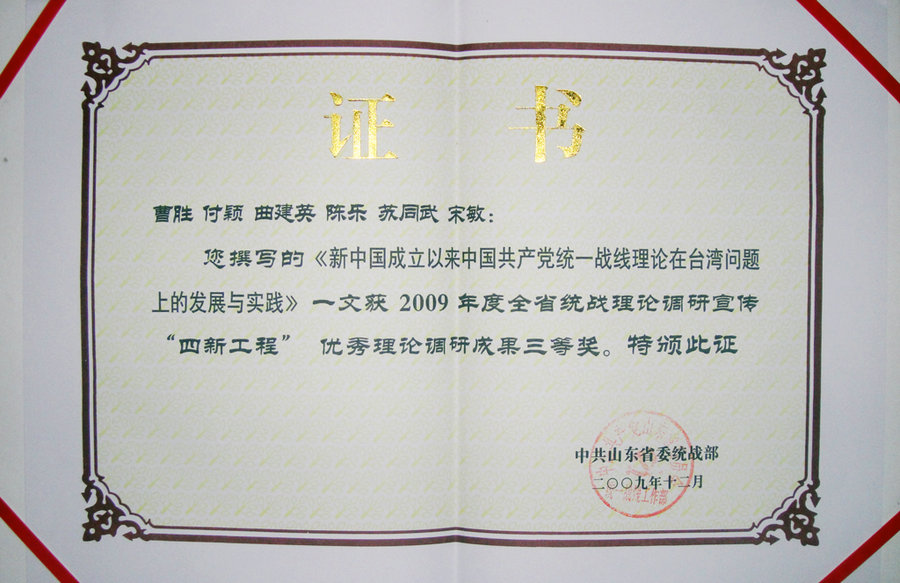 证 书
曹胜 付颖 曲建英 陈乐 苏同武 宋敏：
您撰写的《新中国成立以来中国共产党统一战线理论在台湾问题
上的发展与实践》一文获 2009 年度全省统战理论调研宣传
“四新工程” 优秀理论调研成果三等奖。特颁此证
中共山东省委统战部
二〇〇九年十二月